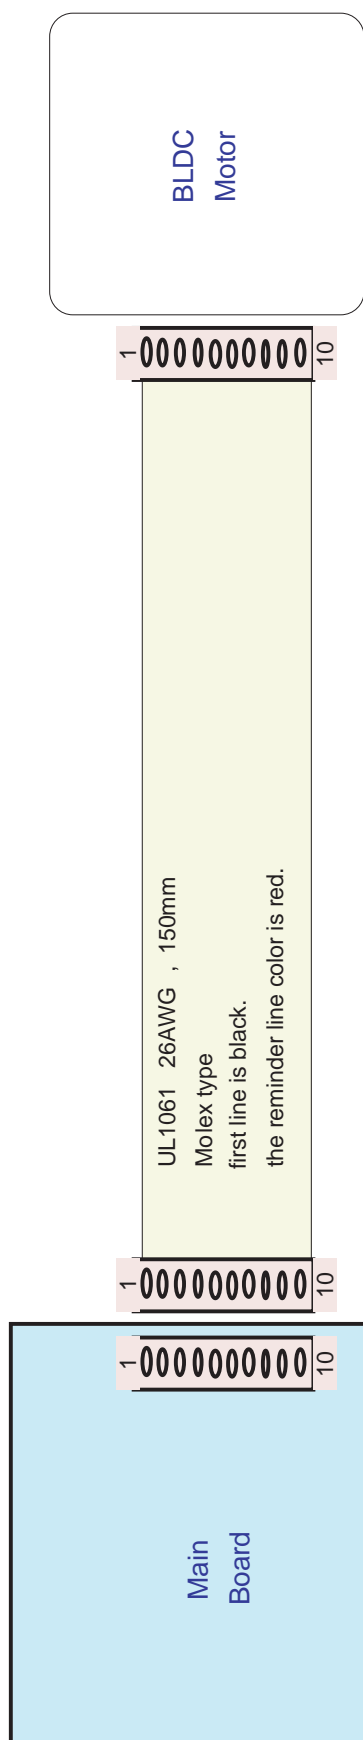 Main
Board
1
10
1
10
UL1061 26AWG , 150mm
Molex type
first line is black.
the reminder line color is red.
1
10
BLDC
Motor